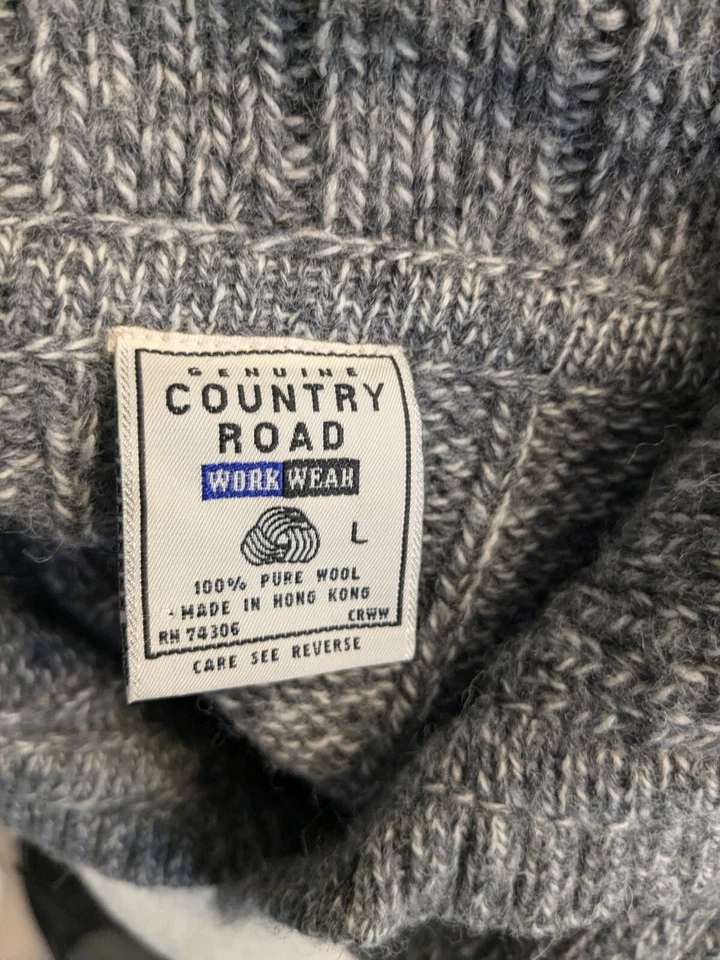 GENUINE
COUNTRY
ROAD
WORK WEAR
L
100% PURE WOOL
-MADE IN HONG KONG
RN 74306 CRWW
CARE SEE REVERSE